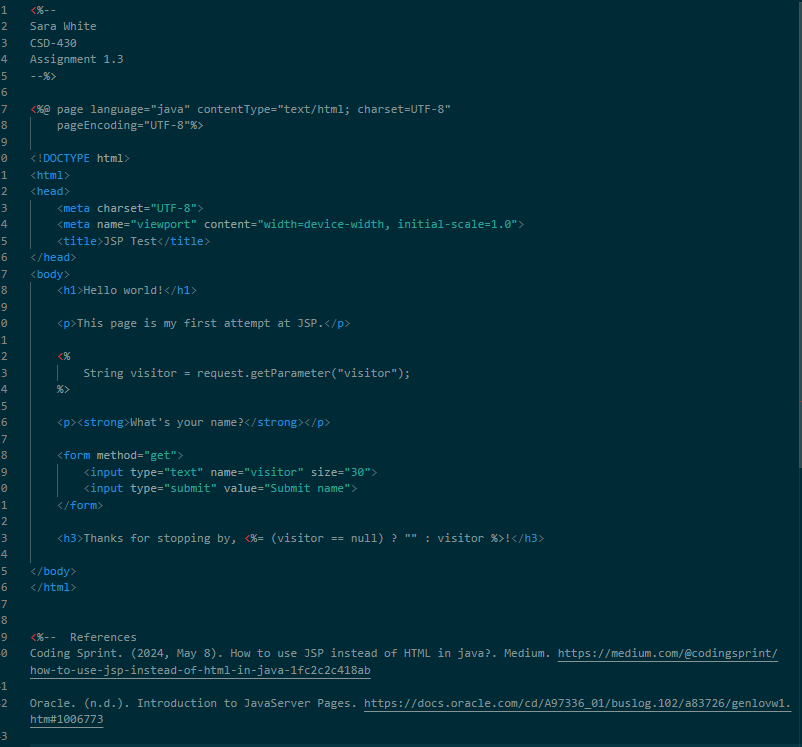 1 <%--
2 Sara White
3 CSD-430
4 Assignment 1.3
5 --%>
6
7 <%@ page language="java" contentType="text/html; charset=UTF-8"
8     pageEncoding="UTF-8"%>
9
0 <!DOCTYPE html>
1 <html>
2 <head>
3     <meta charset="UTF-8">
4     <meta name="viewport" content="width=device-width, initial-scale=1.0">
5     <title>JSP Test</title>
6 </head>
7 <body>
8     <h1>Hello world!</h1>
9
0     <p>This page is my first attempt at JSP.</p>
1
2     <%
3         String visitor = request.getParameter("visitor");
4     %>
5
6     <p><strong>What's your name?</strong></p>
7
8     <form method="get">
9         <input type="text" name="visitor" size="30">
0         <input type="submit" value="Submit name">
1     </form>
2
3     <h3>Thanks for stopping by, <%= (visitor == null) ? "" : visitor %>!</h3>
4
5 </body>
6 </html>
7
8
9 <%--  References
0 Coding Sprint. (2024, May 8). How to use JSP instead of HTML in java?. Medium. https://medium.com/@codingsprint/
how-to-use-jsp-instead-of-html-in-java-1fc2c2c418ab
1
2 Oracle. (n.d.). Introduction to JavaServer Pages. https://docs.oracle.com/cd/A97336_01/buslog.102/a83726/genlovw1.
htm#1006773
3